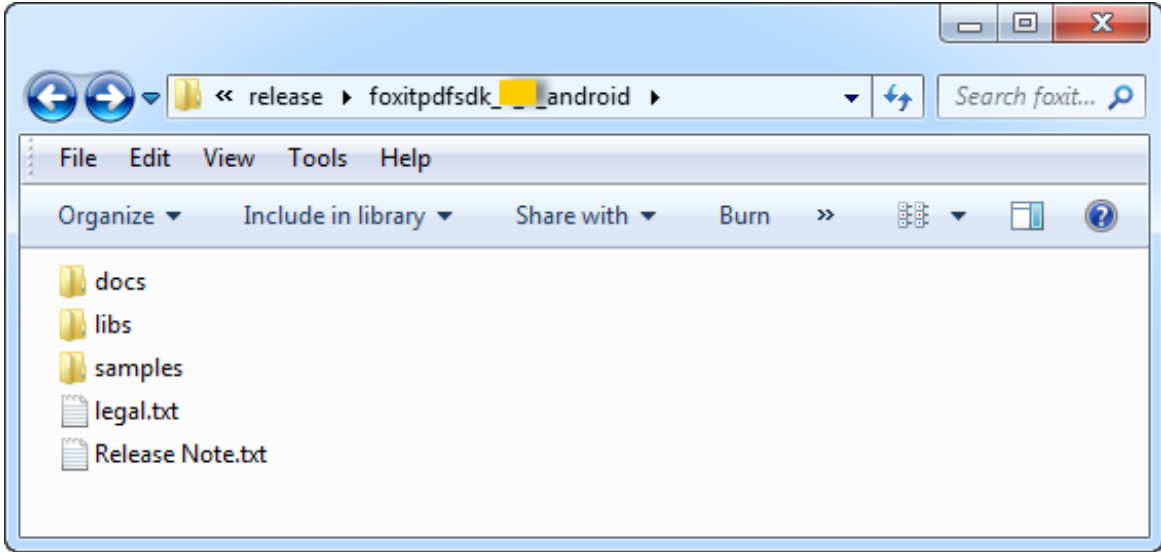 « release ▸ foxitpdfsdk_ _android ▸ Search foxit...
File Edit View Tools Help
Organize ▾ Include in library ▾ Share with ▾ Burn »
docs
libs
samples
legal.txt
Release Note.txt